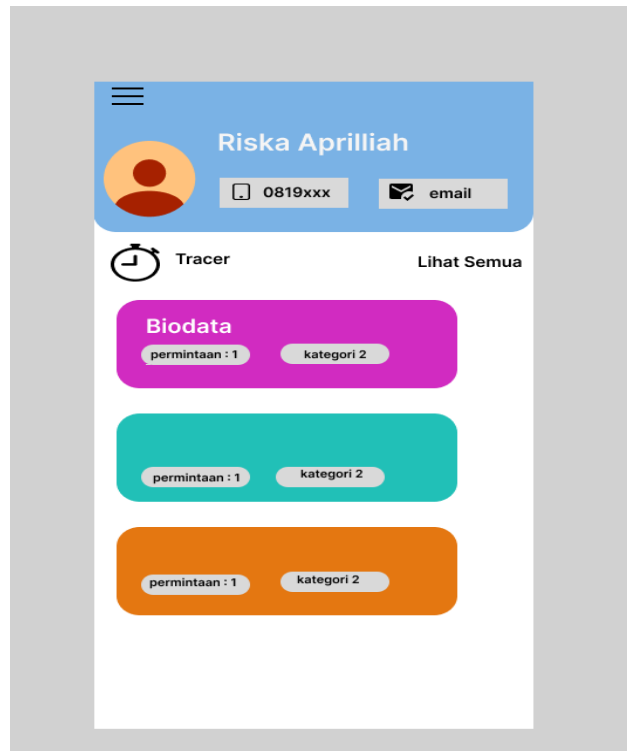 Riska Aprilliah
0819xxx email
Tracer Lihat Semua
Biodata
permintaan : 1 kategori 2
permintaan : 1 kategori 2
permintaan : 1 kategori 2